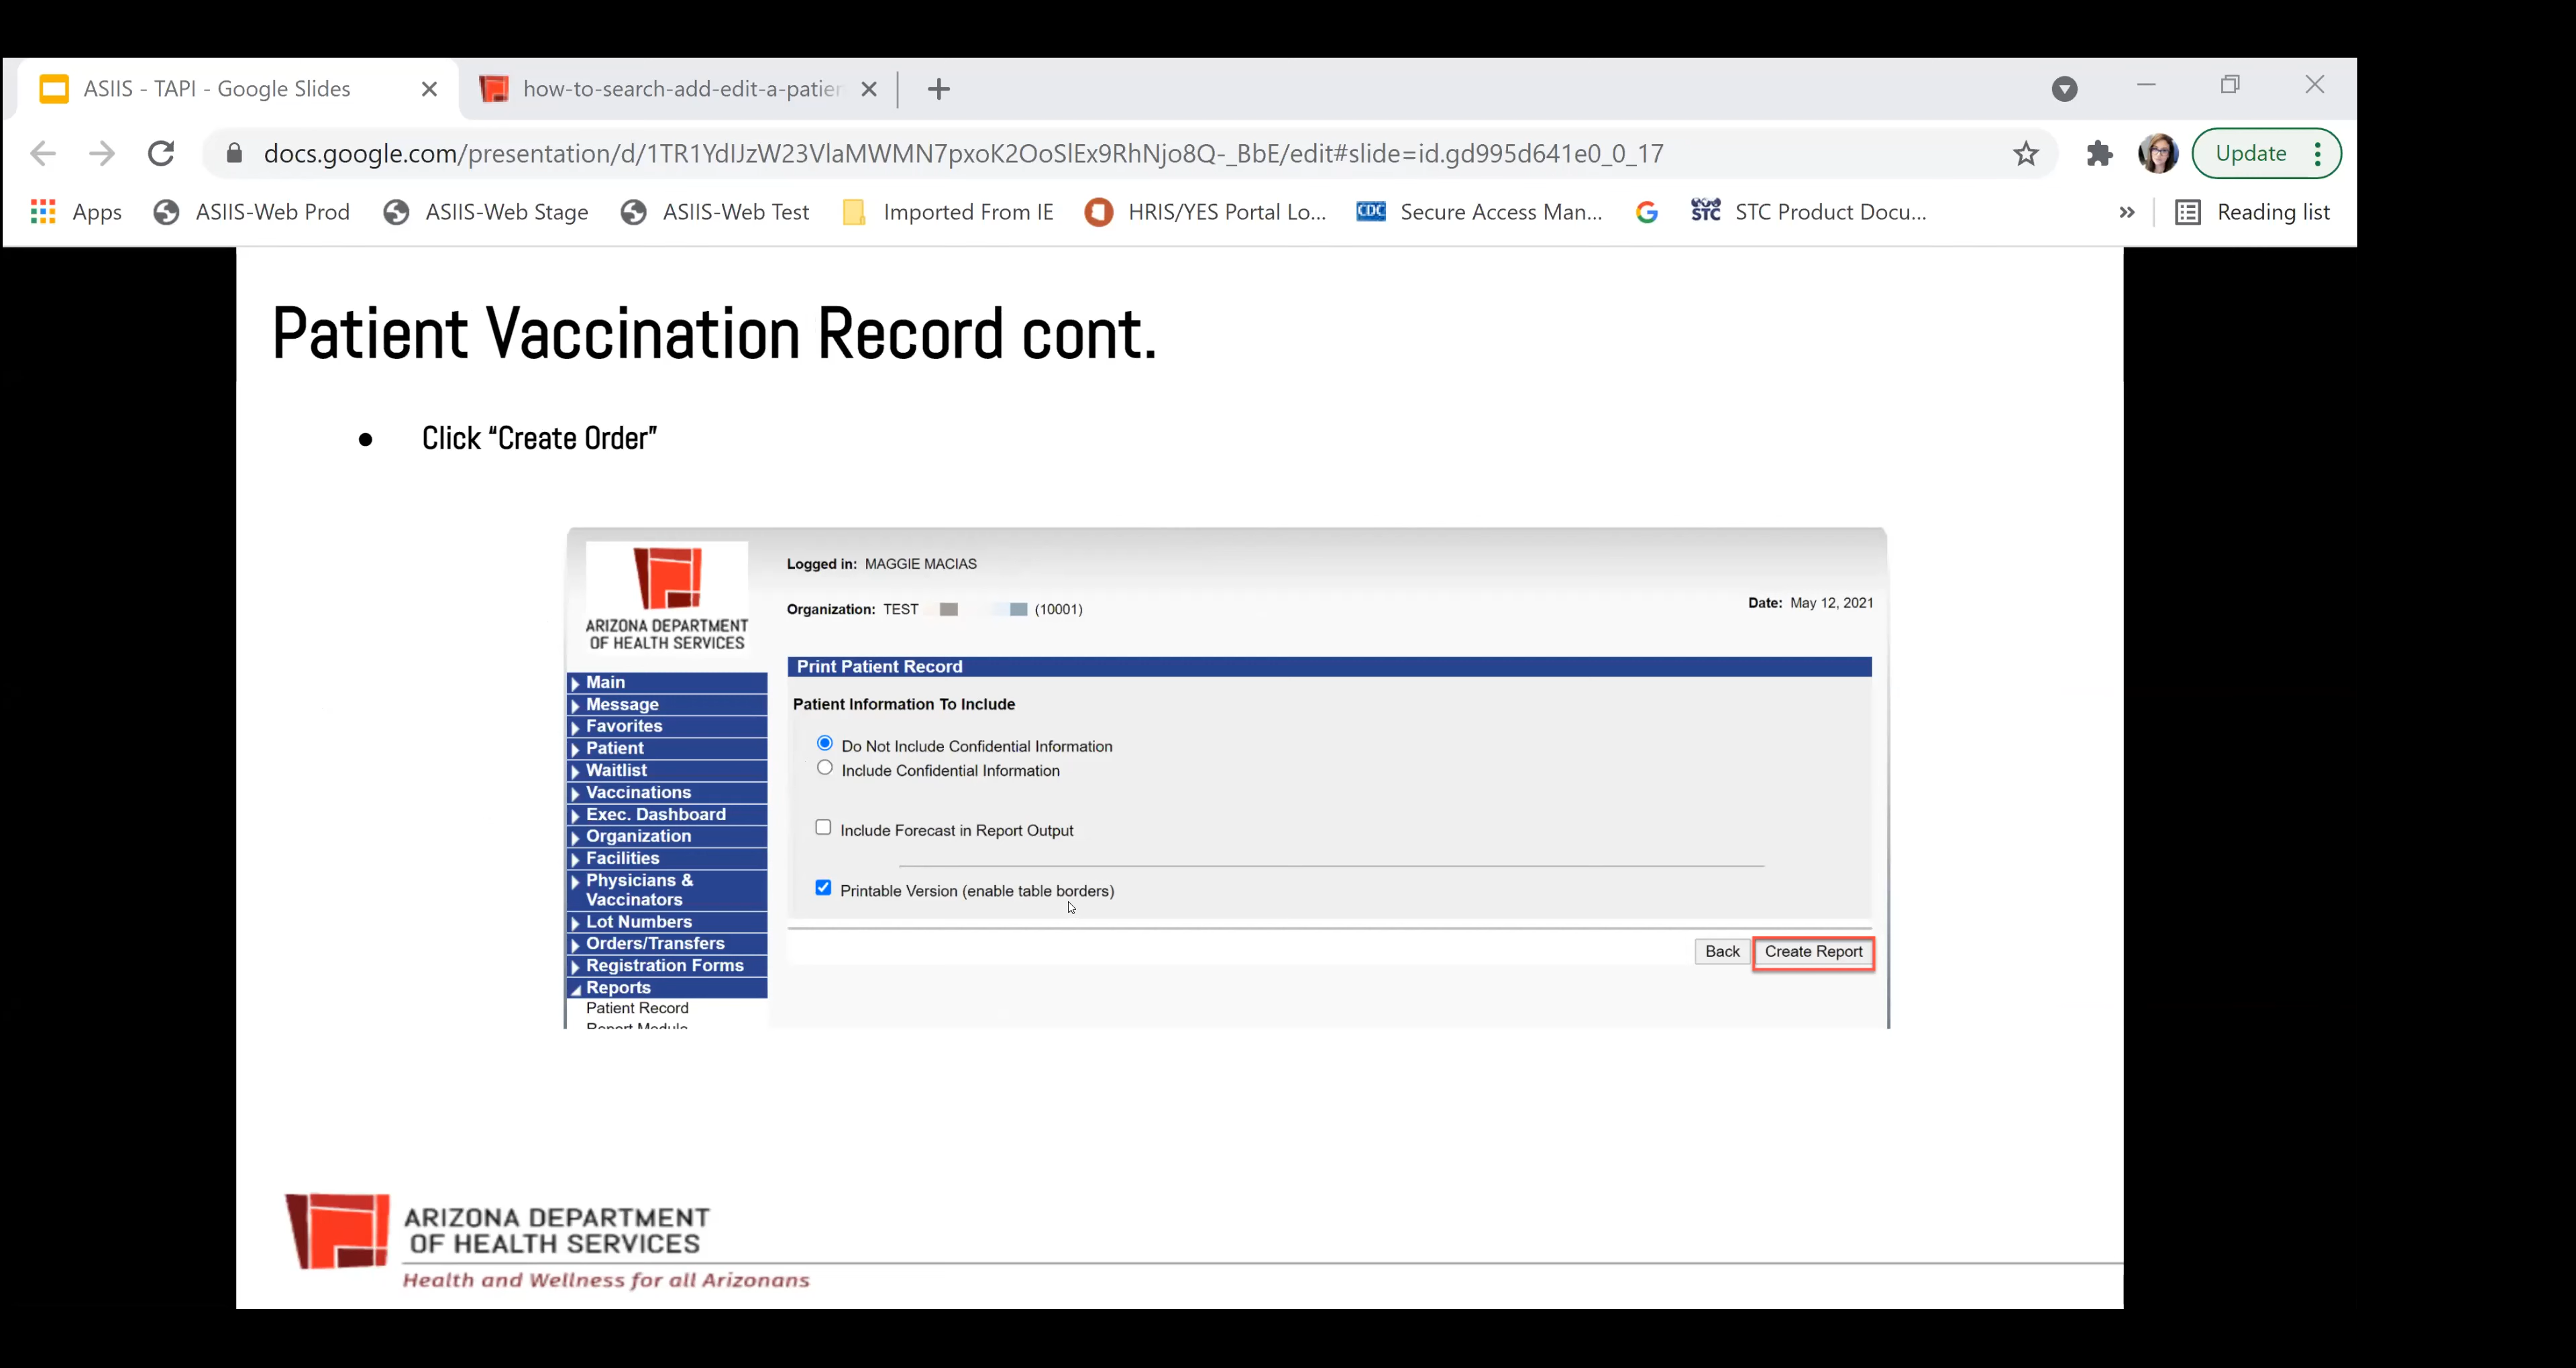 ASIIS - TAPI - Google Slides
how-to-search-add-edit-a-patien
docs.google.com/presentation/d/1TR1YdIJzW23VlaMWMN7pxoK2OoSlEx9RhNjo8Q-_BbE/edit#slide=id.gd995d641e0_0_17
Update
Apps ASIIS-Web Prod ASIIS-Web Stage ASIIS-Web Test Imported From IE HRIS/YES Portal Lo... CDC Secure Access Man... G STC STC Product Docu... » Reading list
Patient Vaccination Record cont.
● Click “Create Order”
ARIZONA DEPARTMENT
OF HEALTH SERVICES
Logged in: MAGGIE MACIAS
Organization: TEST (10001)
Date: May 12, 2021
Main
Message
Favorites
Patient
Waitlist
Vaccinations
Exec. Dashboard
Organization
Facilities
Physicians &
Vaccinators
Lot Numbers
Orders/Transfers
Registration Forms
Reports
Patient Record
Report Module
Print Patient Record
Patient Information To Include
Do Not Include Confidential Information
Include Confidential Information
Include Forecast in Report Output
Printable Version (enable table borders)
Back Create Report
ARIZONA DEPARTMENT
OF HEALTH SERVICES
Health and Wellness for all Arizonans